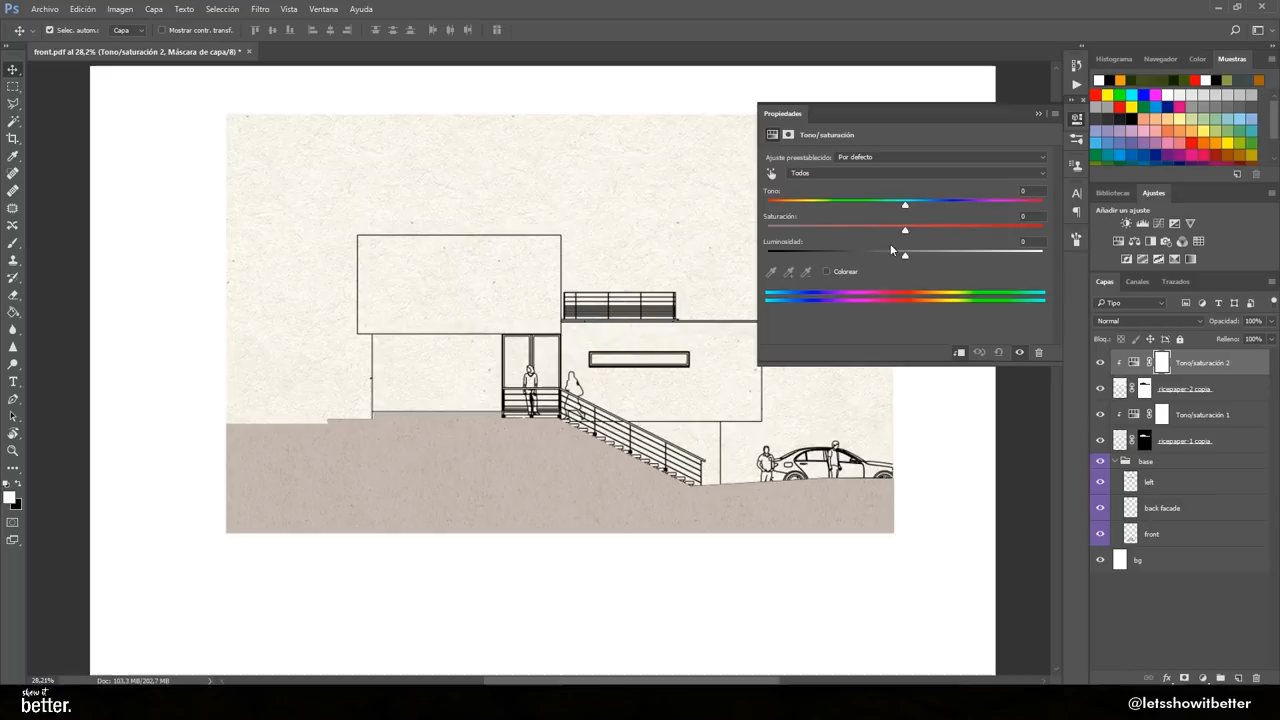 Ps Archivo Edición Imagen Capa Texto Selección Filtro Vista Ventana Ayuda
Selec. autom.: Capa Mostrar contr. transf.
front.pdf al 28,2% (Tono/saturación 2, Máscara de capa/8) * ×
Histograma Navegador Color Muestras
Propiedades
Tono/saturación
Ajuste preestablecido: Por defecto
Todos
Tono: 0
Saturación: 0
Luminosidad: 0
Colorear
Bibliotecas Ajustes
Añadir un ajuste
Capas Canales Trazados
Tipo
Normal Opacidad: 100%
Bloq.: Relleno: 100%
Tono/saturación 2
ricepaper-2 copia
Tono/saturación 1
ricepaper-1 copia
base
left
back facade
front
bg
28,21% Doc: 103,3 MB/202,7 MB
show it
better.
@letsshowitbetter